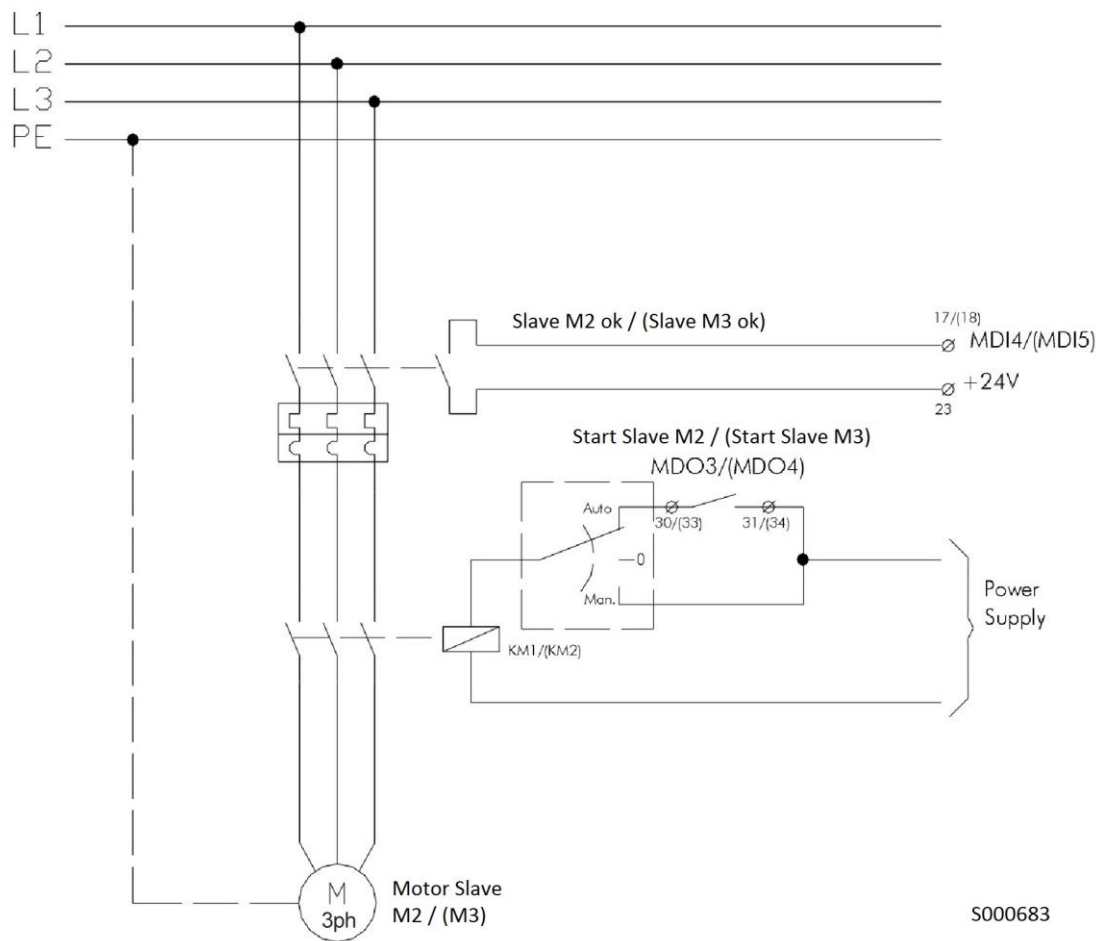 L1
L2
L3
PE
Slave M2 ok / (Slave M3 ok)
17/(18)
MDI4/(MDI5)
+24V
23
Start Slave M2 / (Start Slave M3)
MDO3/(MDO4)
Auto
30/(33)
31/(34)
0
Man.
Power
Supply
KM1/(KM2)
M
3ph
Motor Slave
M2 / (M3)
S000683